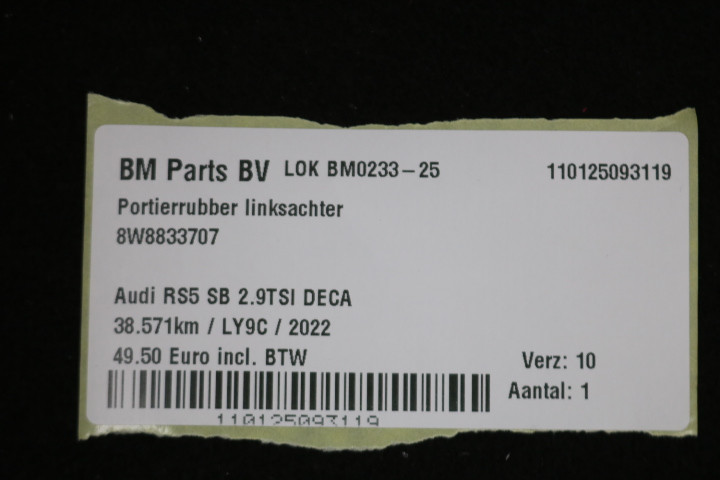 BM Parts BV LOK BM0233-25 110125093119
Portierrubber linksachter
8W8833707
Audi RS5 SB 2.9TSI DECA
38.571km / LY9C / 2022
49.50 Euro incl. BTW Verz: 10
Aantal: 1
110125093119